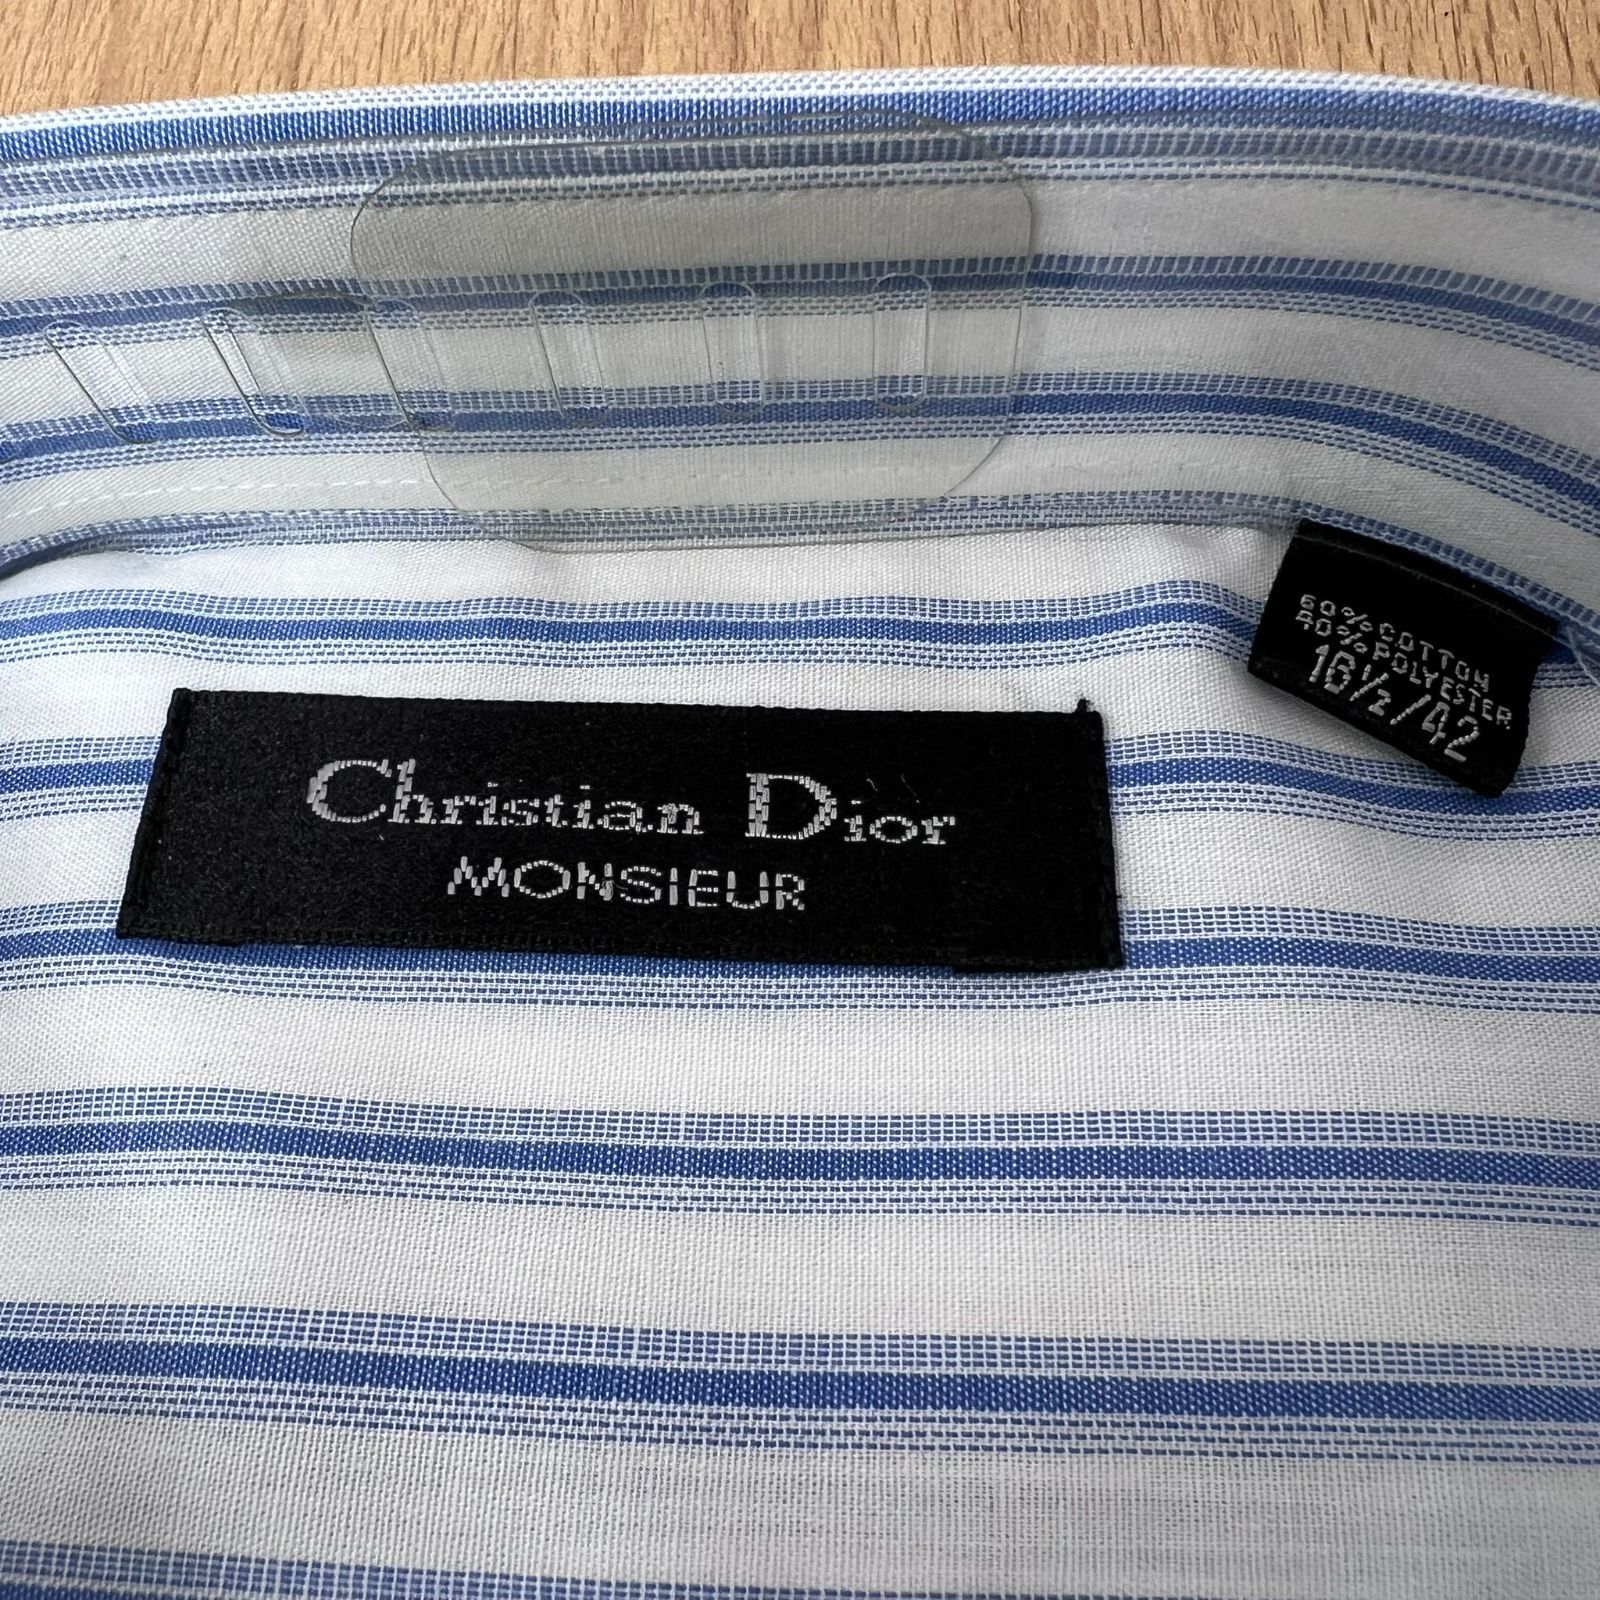 Christian Dior
MONSIEUR
60% COTTON
40% POLYESTER
16½/42